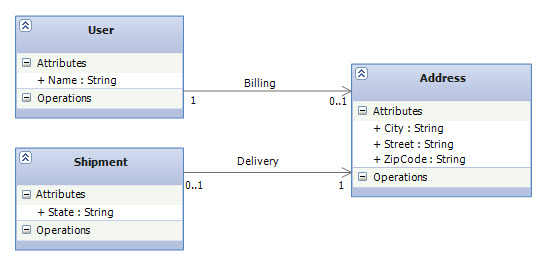 User
Attributes
+ Name : String
Operations
Billing
1
0..1
Address
Attributes
+ City : String
+ Street : String
+ ZipCode : String
Operations
Shipment
Attributes
+ State : String
Operations
Delivery
0..1
1